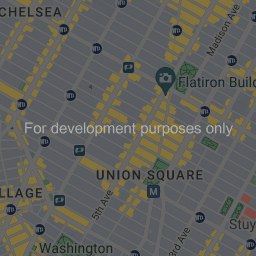 CHELSEA
Madison Ave
Flatiron Build
For development purposes only
UNION SQUARE
M
LLAGE
5th Ave
3rd Ave
Stuy
Washington